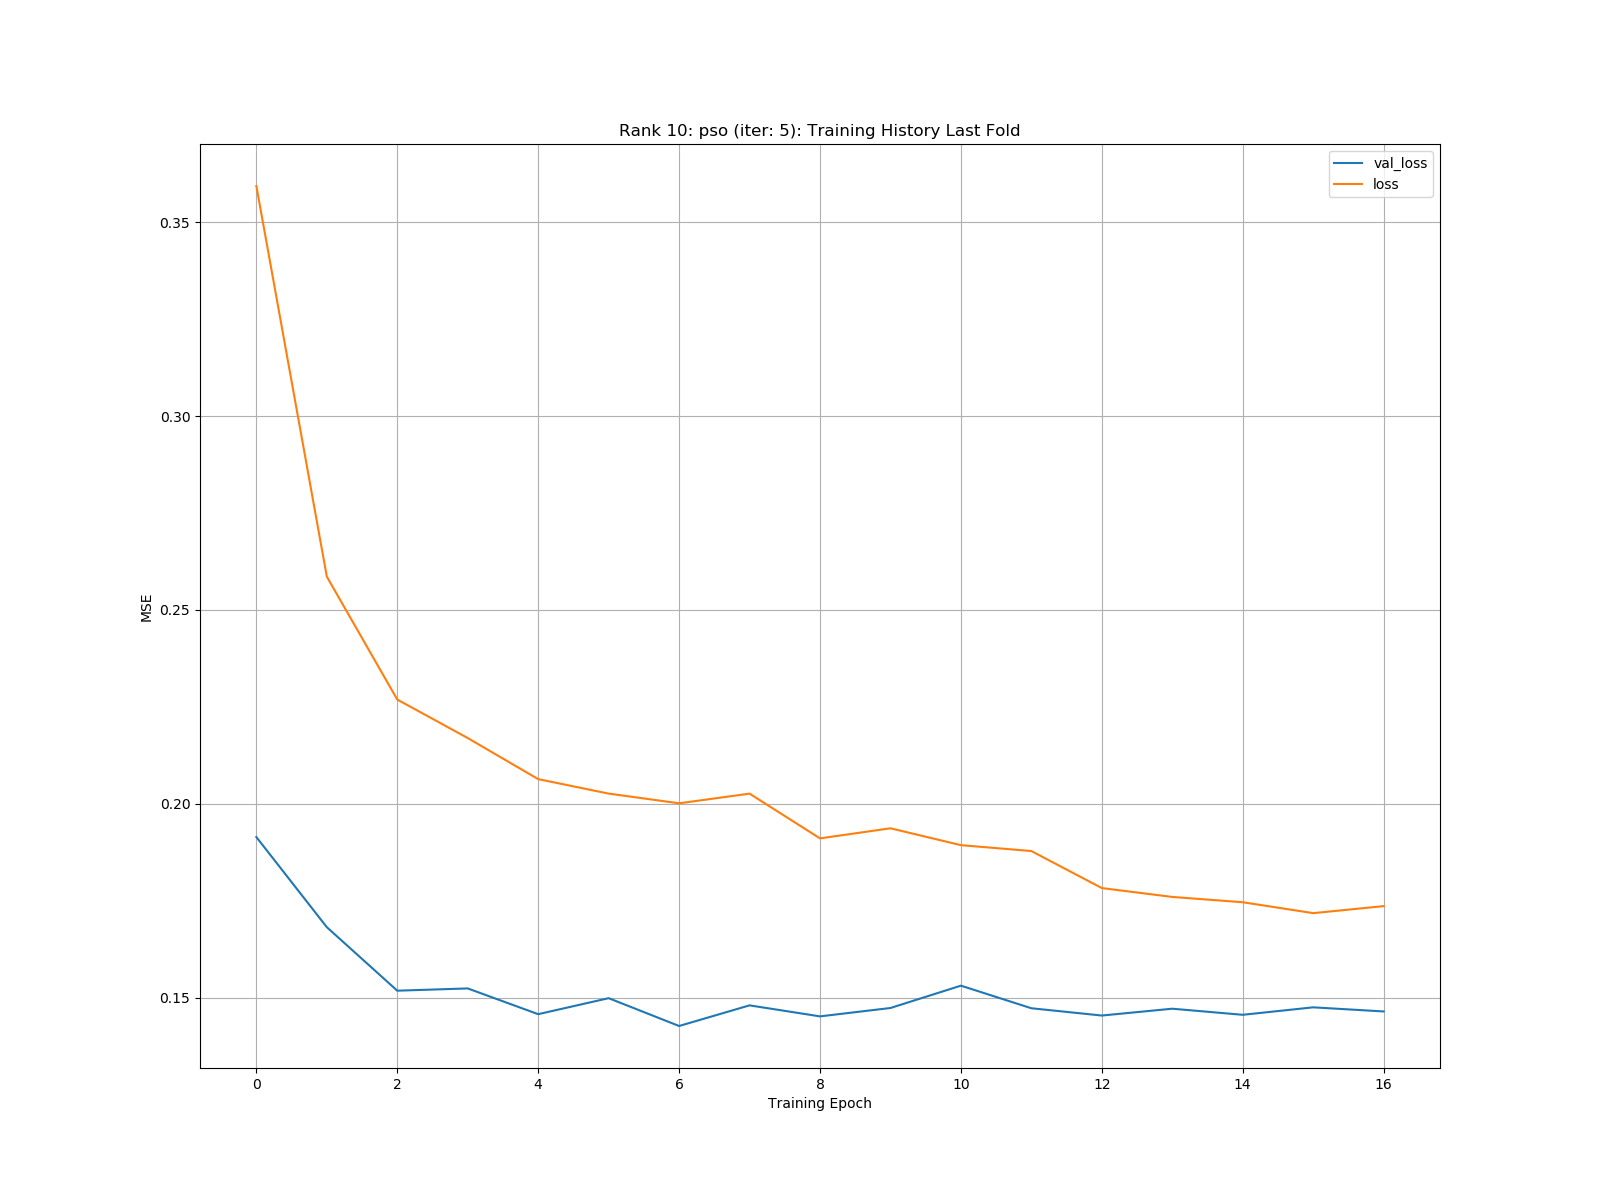 Rank 10: pso (iter: 5): Training History Last Fold
val_loss
loss
0.35
0.30
0.25
0.20
0.15
MSE
0 2 4 6 8 10 12 14 16
Training Epoch